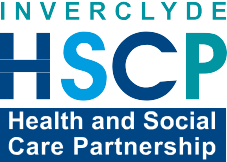 INVERCLYDE
HSCP
Health and Social
Care Partnership